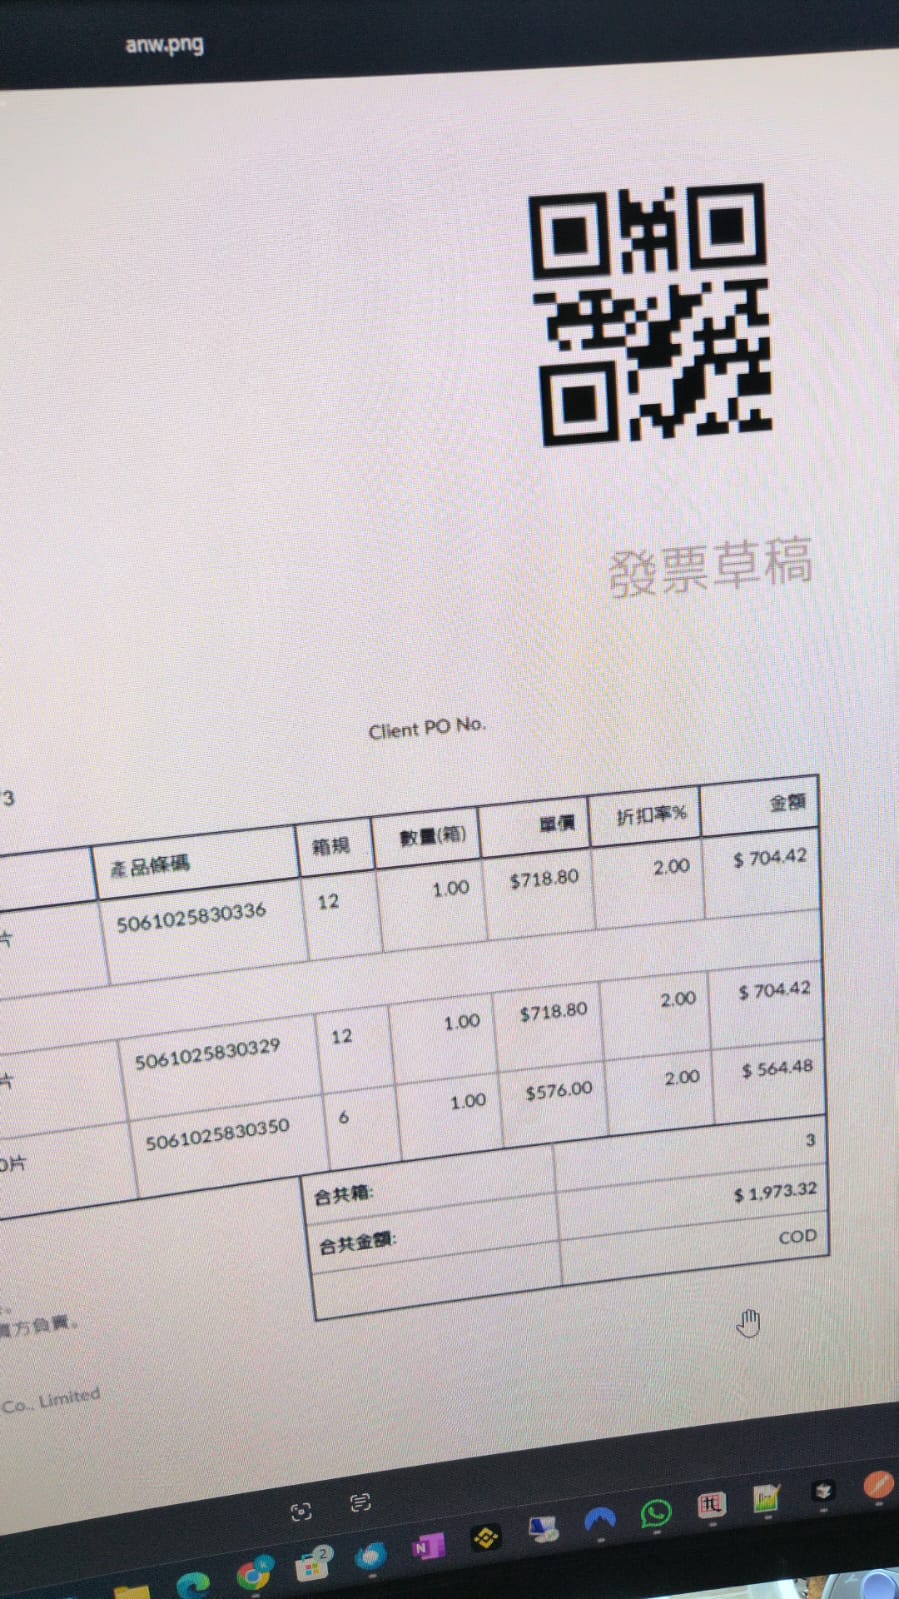 anw.png
發票草稿
Client PO No.
產品條碼 箱規 數量(箱) 單價 折扣率% 金額
片 5061025830336 12 1.00 $718.80 2.00 $ 704.42
片 5061025830329 12 1.00 $718.80 2.00 $ 704.42
0片 5061025830350 6 1.00 $576.00 2.00 $ 564.48
合共箱: 3
合共金額: $ 1,973.32
COD
方負責。
Co., Limited
2